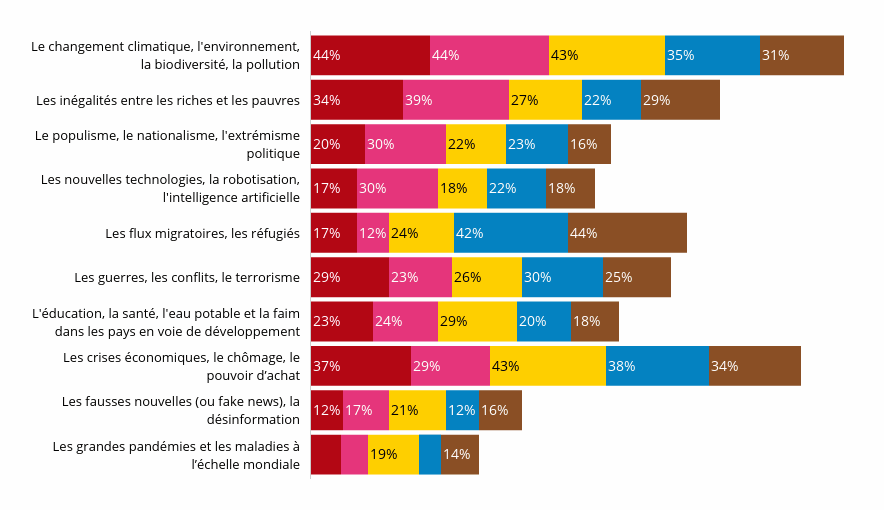 Le changement climatique, l'environnement,
la biodiversité, la pollution
44% 44% 43% 35% 31%
Les inégalités entre les riches et les pauvres
34% 39% 27% 22% 29%
Le populisme, le nationalisme, l'extrémisme
politique
20% 30% 22% 23% 16%
Les nouvelles technologies, la robotisation,
l'intelligence artificielle
17% 30% 18% 22% 18%
Les flux migratoires, les réfugiés
17% 12% 24% 42% 44%
Les guerres, les conflits, le terrorisme
29% 23% 26% 30% 25%
L'éducation, la santé, l'eau potable et la faim
dans les pays en voie de développement
23% 24% 29% 20% 18%
Les crises économiques, le chômage, le
pouvoir d’achat
37% 29% 43% 38% 34%
Les fausses nouvelles (ou fake news), la
désinformation
12% 17% 21% 12% 16%
Les grandes pandémies et les maladies à
l’échelle mondiale
19% 14%